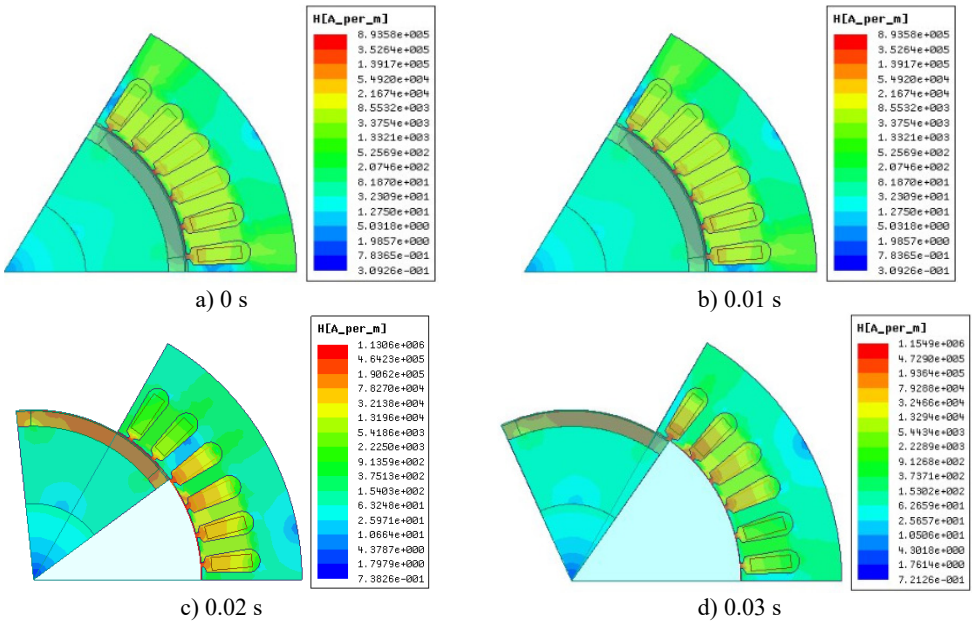 H[A_per_m]
8.9358e+005
3.5264e+005
1.3917e+005
5.4920e+004
2.1674e+004
8.5532e+003
3.3754e+003
1.3321e+003
5.2569e+002
2.0746e+002
8.1870e+001
3.2309e+001
1.2750e+001
5.0318e+000
1.9857e+000
7.8365e-001
3.0926e-001
a) 0 s
H[A_per_m]
8.9358e+005
3.5264e+005
1.3917e+005
5.4920e+004
2.1674e+004
8.5532e+003
3.3754e+003
1.3321e+003
5.2569e+002
2.0746e+002
8.1870e+001
3.2309e+001
1.2750e+001
5.0318e+000
1.9857e+000
7.8365e-001
3.0926e-001
b) 0.01 s
H[A_per_m]
1.1306e+006
4.6423e+005
1.9062e+005
7.8270e+004
3.2138e+004
1.3196e+004
5.4186e+003
2.2250e+003
9.1359e+002
3.7513e+002
1.5403e+002
6.3248e+001
2.5971e+001
1.0664e+001
4.3787e+000
1.7979e+000
7.3826e-001
c) 0.02 s
H[A_per_m]
1.1549e+006
4.7290e+005
1.9364e+005
7.9288e+004
3.2466e+004
1.3294e+004
5.4434e+003
2.2289e+003
9.1268e+002
3.7371e+002
1.5302e+002
6.2659e+001
2.5657e+001
1.0506e+001
4.3018e+000
1.7614e+000
7.2126e-001
d) 0.03 s